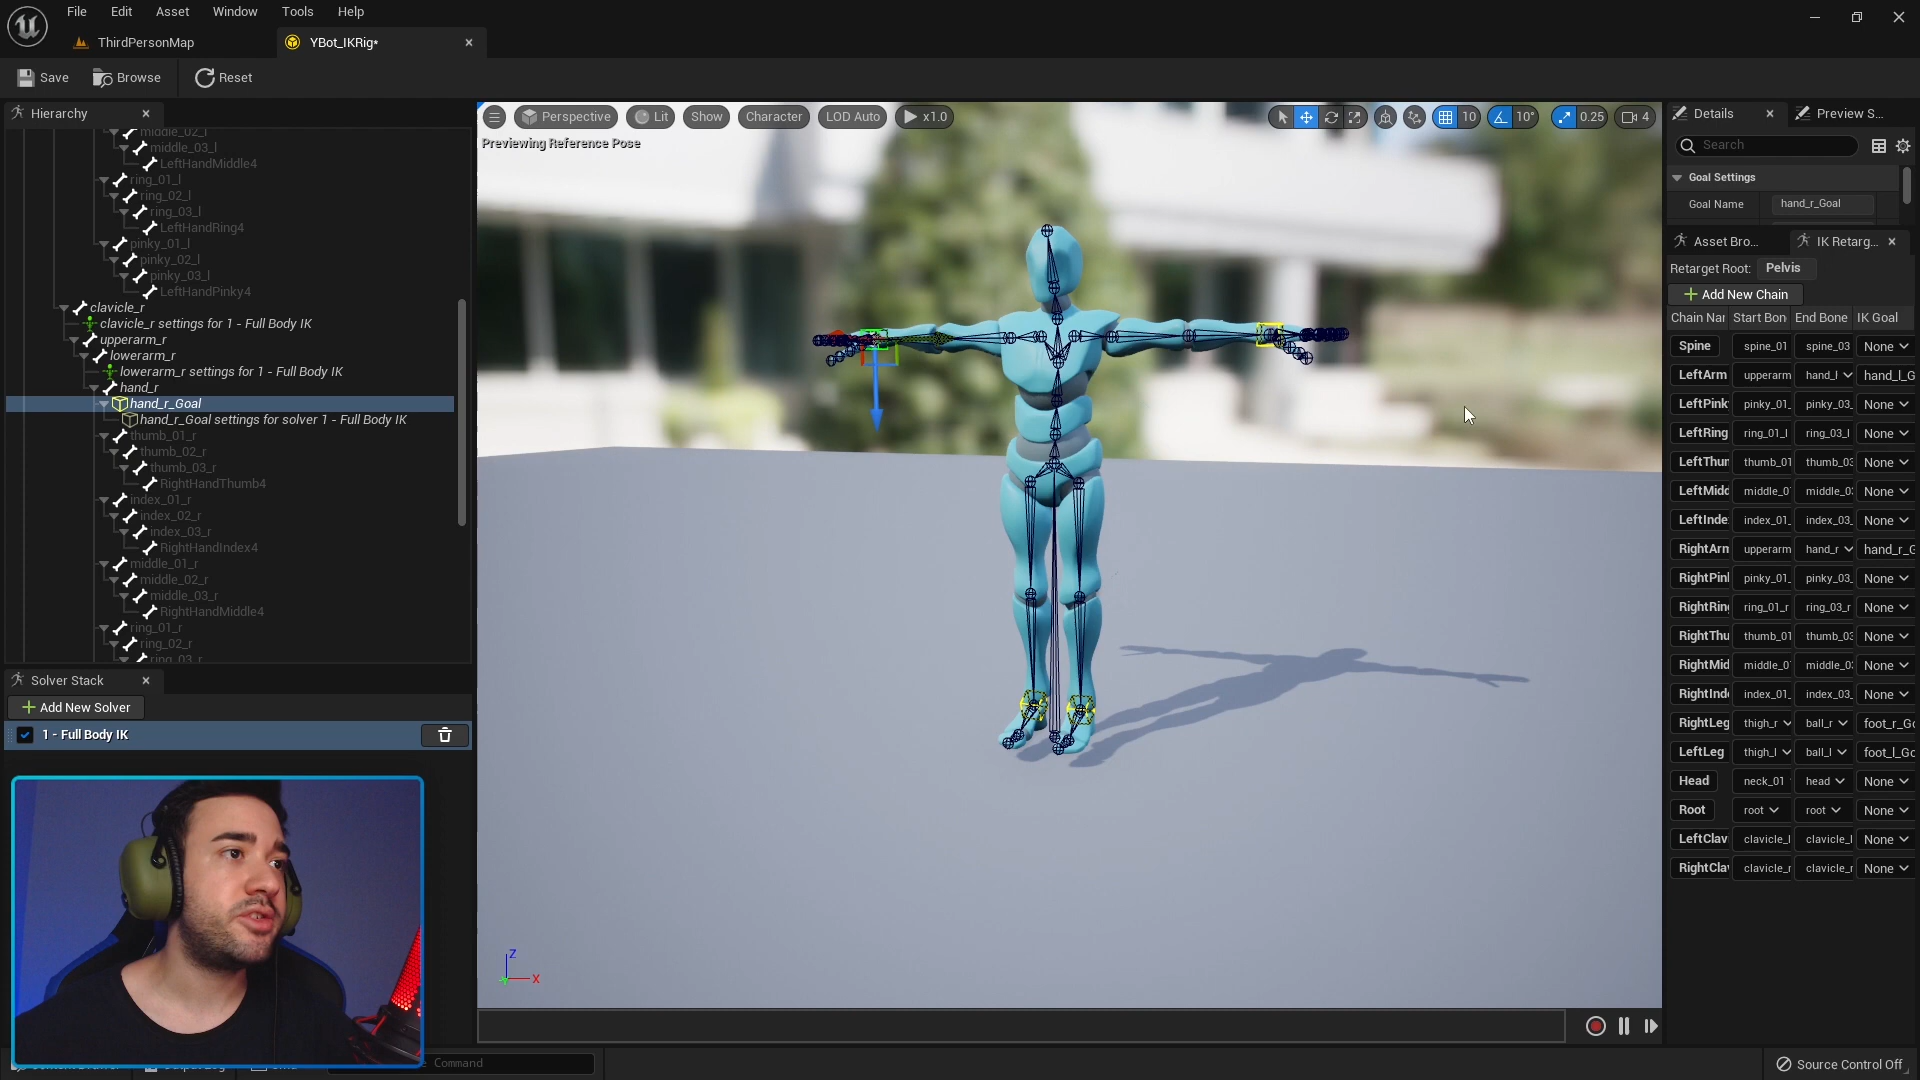 File Edit Asset Window Tools Help
ThirdPersonMap
YBot_IKRig*
Save Browse Reset
Hierarchy
middle_02_l
middle_03_l
LeftHandMiddle4
ring_01_l
ring_02_l
ring_03_l
LeftHandRing4
pinky_01_l
pinky_02_l
pinky_03_l
LeftHandPinky4
clavicle_r
clavicle_r settings for 1 - Full Body IK
upperarm_r
lowerarm_r
lowerarm_r settings for 1 - Full Body IK
hand_r
hand_r_Goal
hand_r_Goal settings for solver 1 - Full Body IK
thumb_01_r
thumb_02_r
thumb_03_r
RightHandThumb4
index_01_r
index_02_r
index_03_r
RightHandIndex4
middle_01_r
middle_02_r
middle_03_r
RightHandMiddle4
ring_01_r
ring_02_r
ring_03_r
Solver Stack
Add New Solver
1 - Full Body IK
Perspective Lit Show Character LOD Auto x1.0
10 10° 0.25 4
Previewing Reference Pose
Z
X
Details Preview S...
Search
Goal Settings
Goal Name hand_r_Goal
Asset Bro... IK Retarg...
Retarget Root: Pelvis
Add New Chain
Chain Nar Start Bon End Bone IK Goal
Spine spine_01 spine_03 None
LeftArm upperarm hand_l hand_l_G
LeftPink pinky_01_ pinky_03_ None
LeftRing ring_01_l ring_03_l None
LeftThun thumb_01 thumb_03 None
LeftMidd middle_0 middle_0 None
LeftInde index_01_ index_03_ None
RightArm upperarm hand_r hand_r_G
RightPin pinky_01_ pinky_03_ None
RightRin ring_01_r ring_03_r None
RightThu thumb_01 thumb_03 None
RightMid middle_0 middle_0 None
RightInd index_01_ index_03_ None
RightLeg thigh_r ball_r foot_r_Go
LeftLeg thigh_l ball_l foot_l_Go
Head neck_01 head None
Root root root None
LeftClav clavicle_l clavicle_l None
RightCla clavicle_r clavicle_r None
Command
Source Control Off